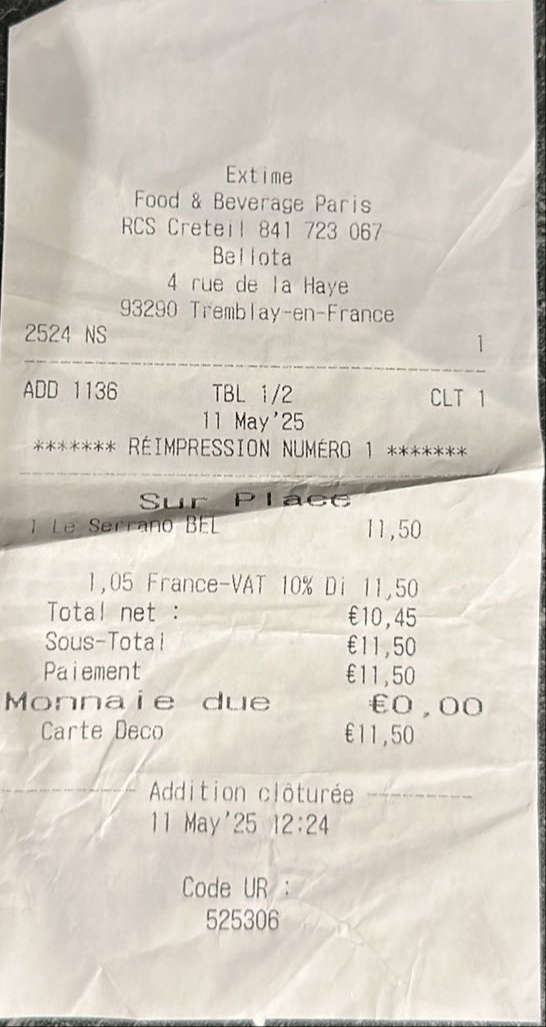 Extime
Food & Beverage Paris
RCS Creteil 841 723 067
Bellota
4 rue de la Haye
93290 Tremblay-en-France
2524 NS 1
ADD 1136 TBL 1/2 CLT 1
11 May'25
******* RÉIMPRESSION NUMÉRO 1 *******
Sur Place
1 Le Serrano BEL 11,50
1,05 France-VAT 10% Di 11,50
Total net : €10,45
Sous-Total €11,50
Paiement €11,50
Monnaie due €0,00
Carte Deco €11,50
Addition clôturée
11 May'25 12:24
Code UR :
525306